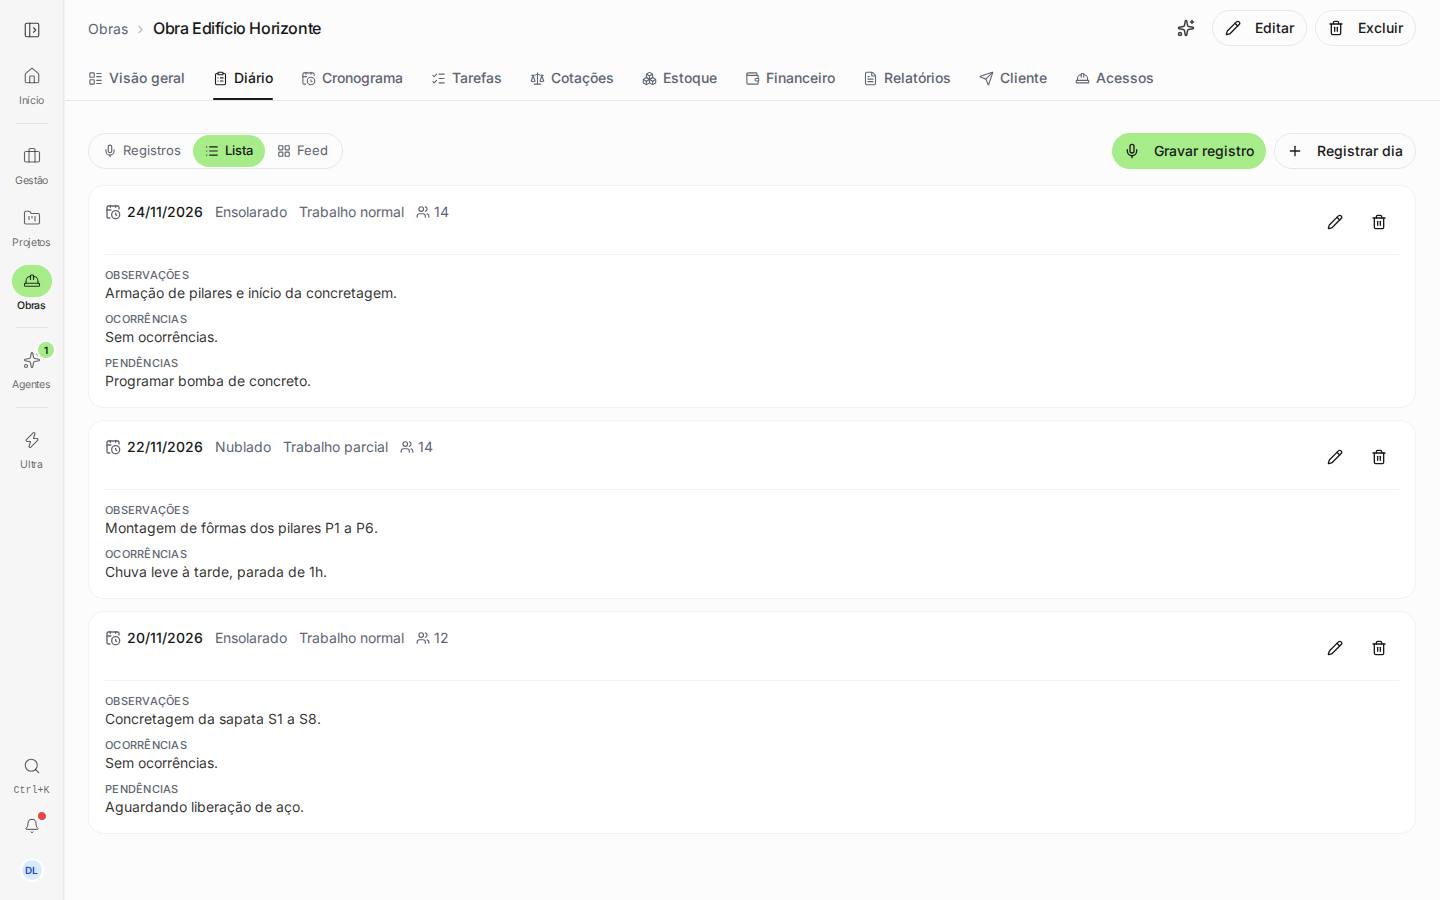 Obras > Obra Edifício Horizonte
Editar
Excluir
Visão geral
Diário
Cronograma
Tarefas
Cotações
Estoque
Financeiro
Relatórios
Cliente
Acessos
Início
Gestão
Projetos
Obras
1
Agentes
Ultra
Ctrl+K
DL
Registros
Lista
Feed
Gravar registro
Registrar dia
24/11/2026 Ensolarado Trabalho normal 14
OBSERVAÇÕES
Armação de pilares e início da concretagem.
OCORRÊNCIAS
Sem ocorrências.
PENDÊNCIAS
Programar bomba de concreto.
22/11/2026 Nublado Trabalho parcial 14
OBSERVAÇÕES
Montagem de fôrmas dos pilares P1 a P6.
OCORRÊNCIAS
Chuva leve à tarde, parada de 1h.
20/11/2026 Ensolarado Trabalho normal 12
OBSERVAÇÕES
Concretagem da sapata S1 a S8.
OCORRÊNCIAS
Sem ocorrências.
PENDÊNCIAS
Aguardando liberação de aço.